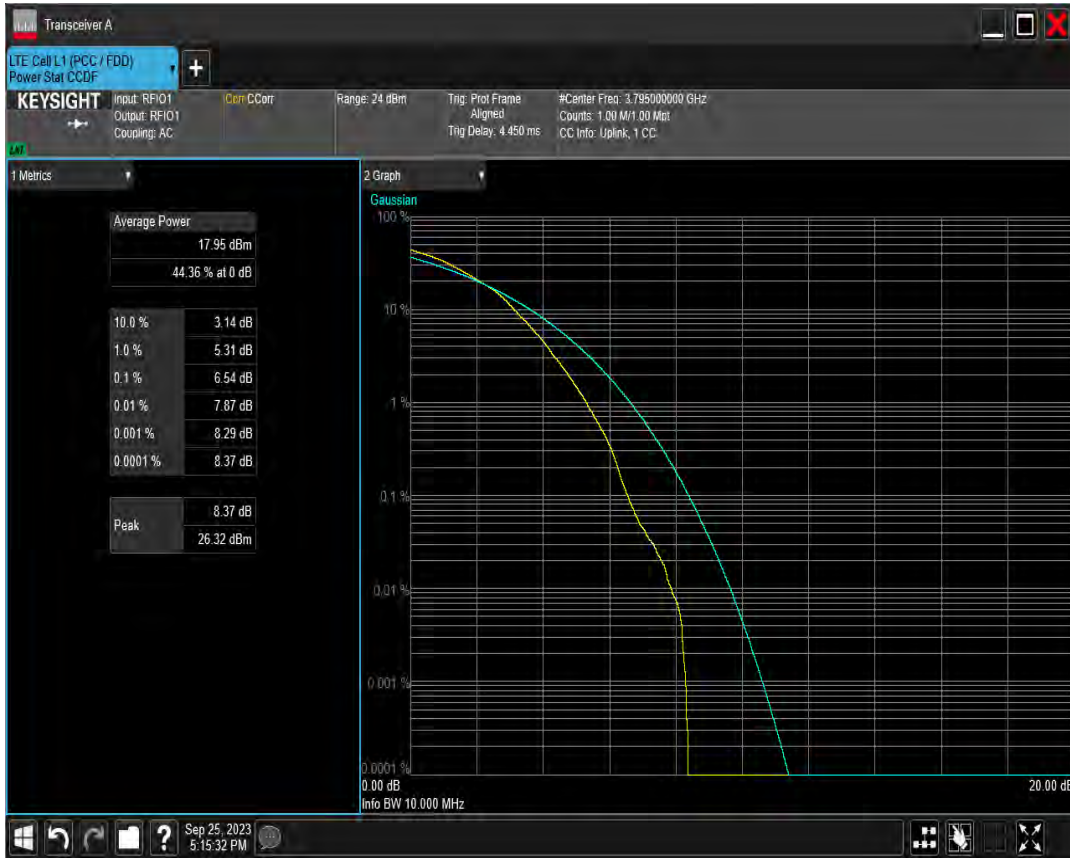 Transceiver A
LTE Cell L1 (PCC / FDD)
Power Stat CCDF
+
KEYSIGHT
Input: RFIO1
Output: RFIO1
Coupling: AC
Corr CCorr
Range: 24 dBm
Trig: Prot Frame
Aligned
Trig Delay: 4.450 ms
#Center Freq: 3.795000000 GHz
Counts: 1.00 M/1.00 Mpt
CC Info: Uplink, 1 CC
1 Metrics
Average Power
17.95 dBm
44.36 % at 0 dB
10.0 % 3.14 dB
1.0 % 5.31 dB
0.1 % 6.54 dB
0.01 % 7.87 dB
0.001 % 8.29 dB
0.0001 % 8.37 dB
Peak
8.37 dB
26.32 dBm
2 Graph
Gaussian
100 %
10 %
1 %
0.1 %
0.01 %
0.001 %
0.0001 %
0.00 dB
20.00 dB
Info BW 10.000 MHz
?
Sep 25, 2023
5:15:32 PM